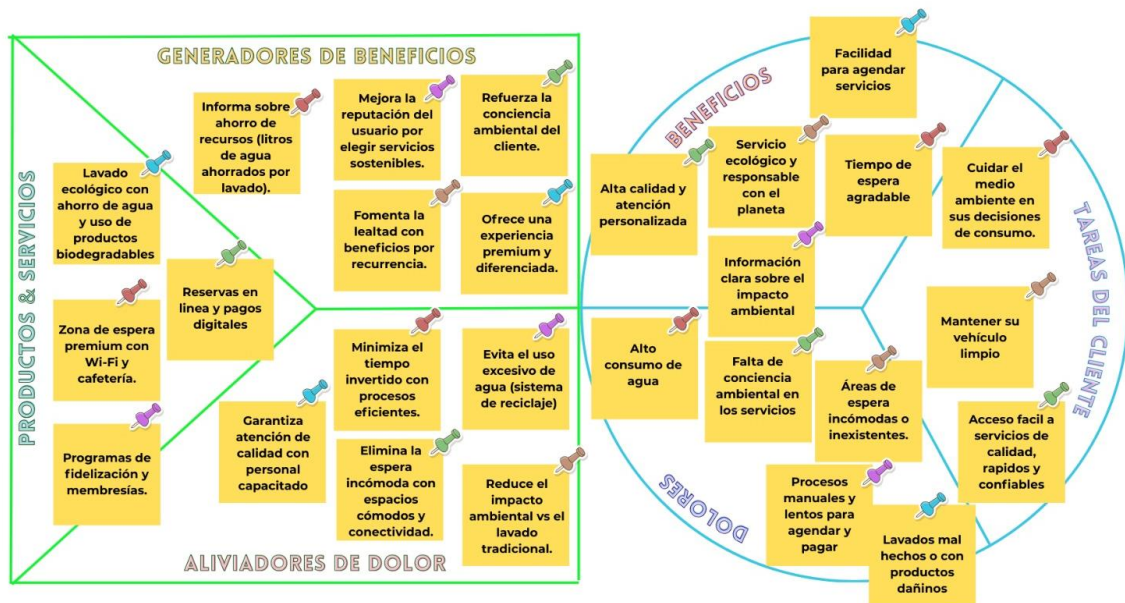 GENERADORES DE BENEFICIOS
PRODUCTOS & SERVICIOS
Lavado
ecológico con
ahorro de agua
y uso de
productos
biodegradables
Reservas en
linea y pagos
digitales
Zona de espera
premium con
Wi-Fi y
cafetería.
Programas de
fidelización y
membresías.
Informa sobre
ahorro de
recursos (litros
de agua
ahorrados por
lavado).
Mejora la
reputación del
usuario por
elegir servicios
sostenibles.
Refuerza la
conciencia
ambiental del
cliente.
Fomenta la
lealtad con
beneficios por
recurrencia.
Ofrece una
experiencia
premium y
diferenciada.
Minimiza el
tiempo
invertido con
procesos
eficientes.
Evita el uso
excesivo de
agua (sistema
de reciclaje)
Garantiza
atención de
calidad con
personal
capacitado
Elimina la
espera
incómoda con
espacios
cómodos y
conectividad.
Reduce el
impacto
ambiental vs el
lavado
tradicional.
ALIVIADORES DE DOLOR
BENEFICIOS
Facilidad
para agendar
servicios
Alta calidad y
atención
personalizada
Servicio
ecológico y
responsable
con el
planeta
Tiempo de
espera
agradable
Información
clara sobre el
impacto
ambiental
TAREAS DEL CLIENTE
Cuidar el
medio
ambiente en
sus decisiones
de consumo.
Mantener su
vehículo
limpio
Acceso facil a
servicios de
calidad,
rapidos y
confiables
DOLORES
Alto
consumo de
agua
Falta de
conciencia
ambiental en
los servicios
Áreas de
espera
incómodas o
inexistentes.
Procesos
manuales y
lentos para
agendar y
pagar
Lavados mal
hechos o con
productos
dañinos